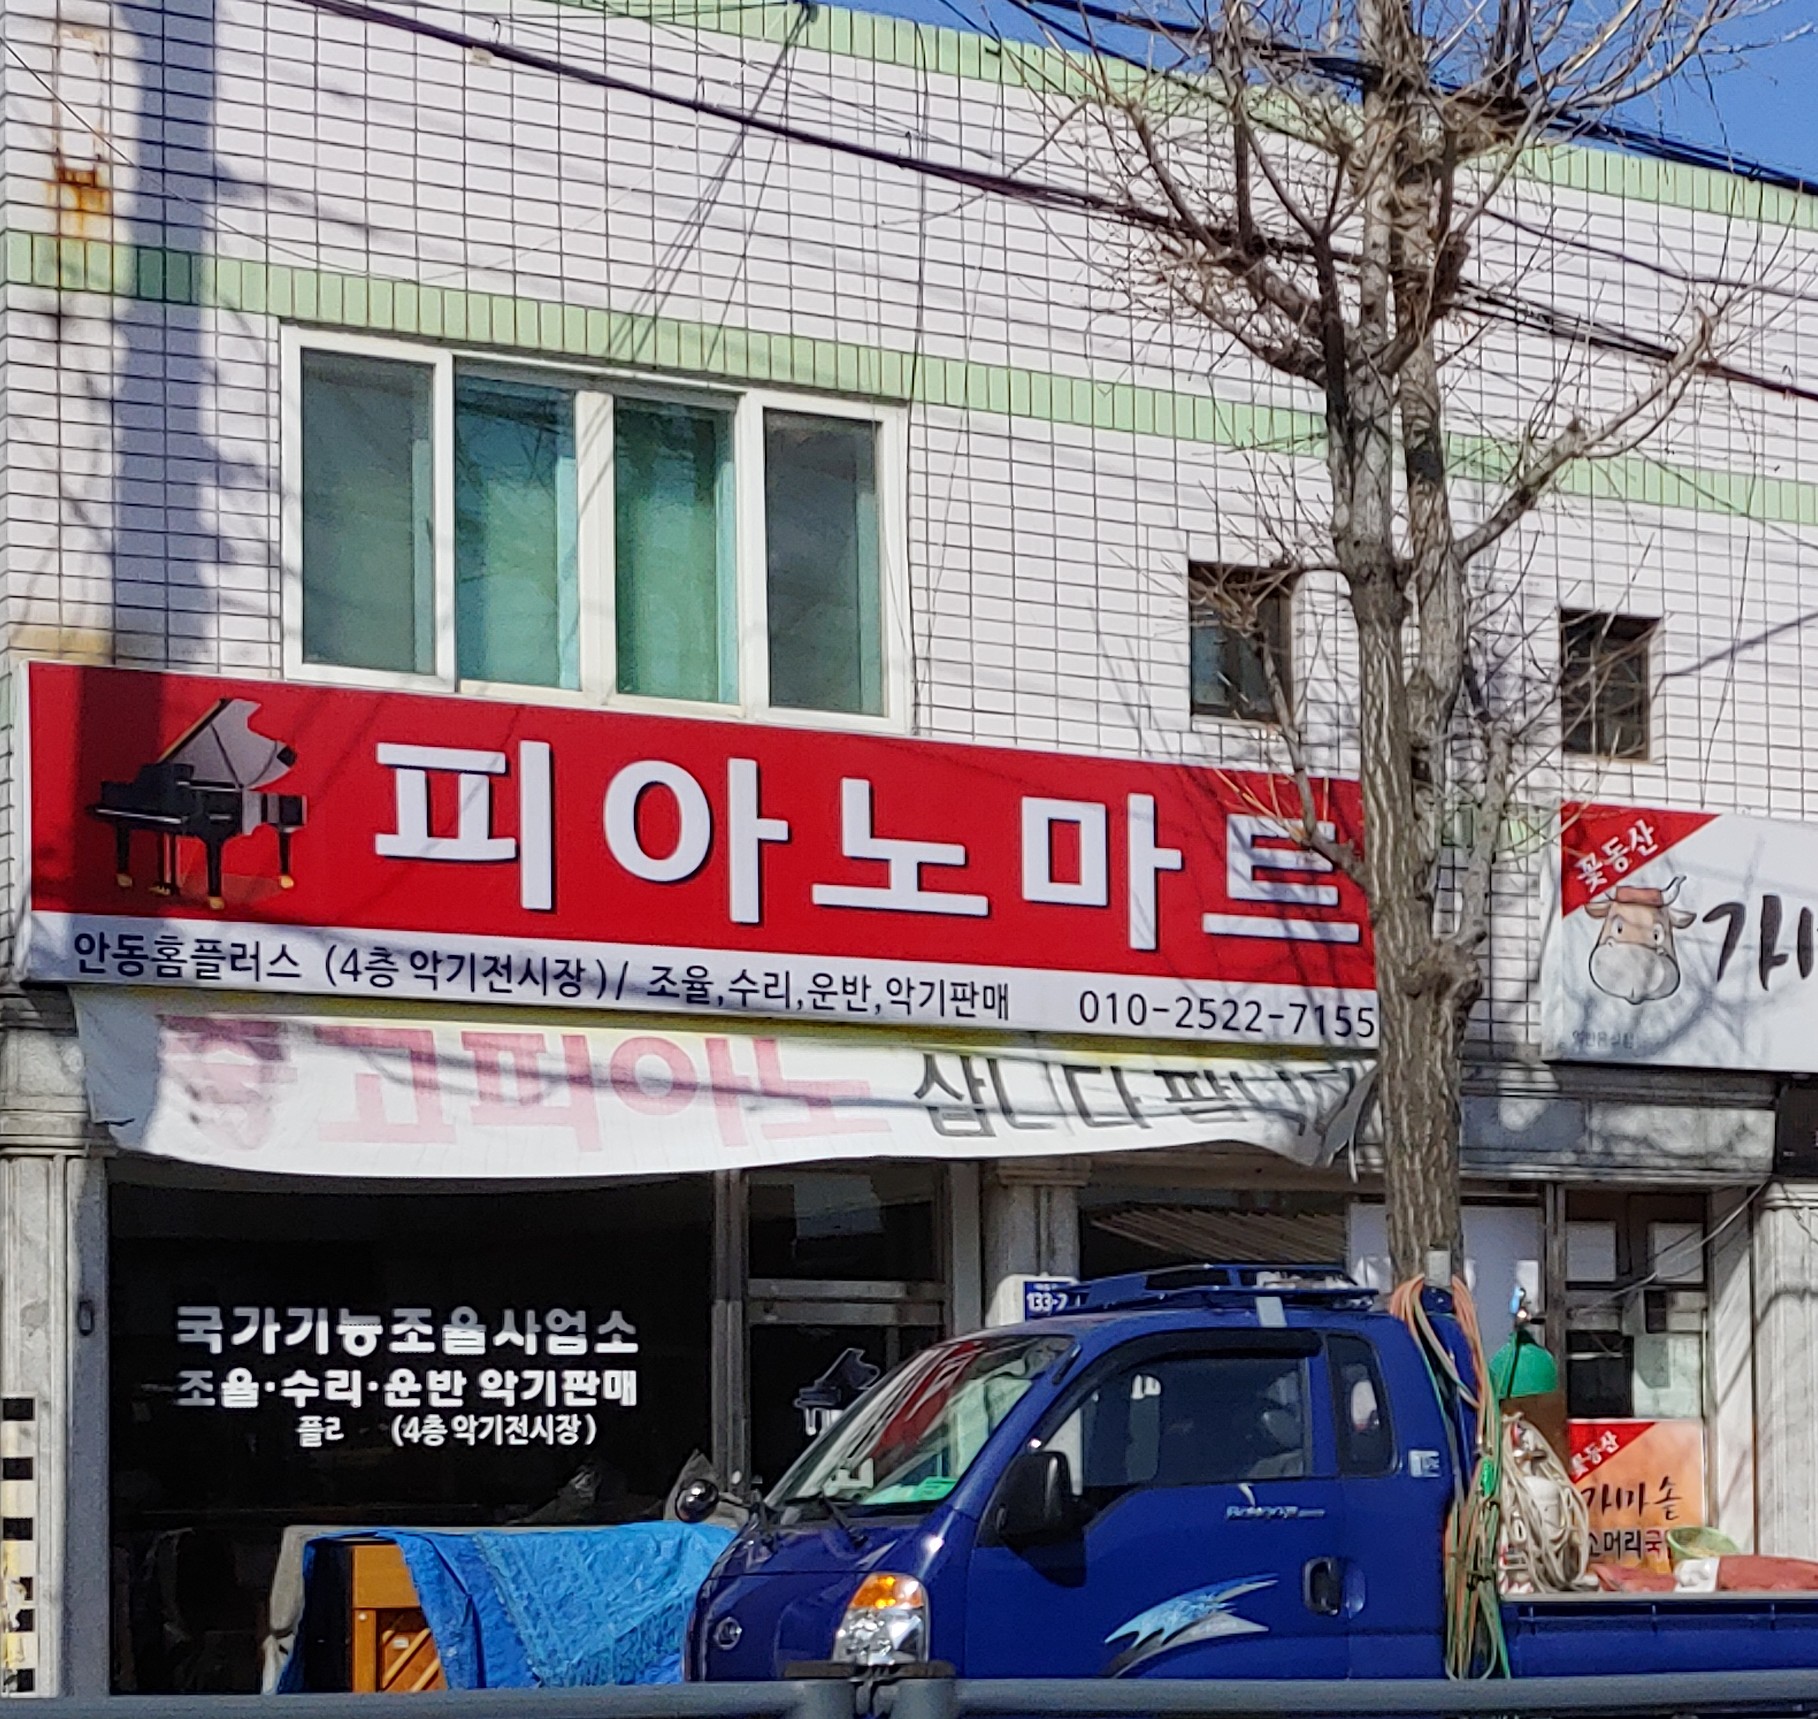 피아노마트
안동홈플러스 (4층 악기전시장) / 조율,수리,운반,악기판매 010-2522-7155
중고피아노 삽니다 팝니다
국가기능조율사업소
조율·수리·운반 악기판매
(4층 악기전시장)
133-7
꽃동산
꽃동산
가마솥
소머리국